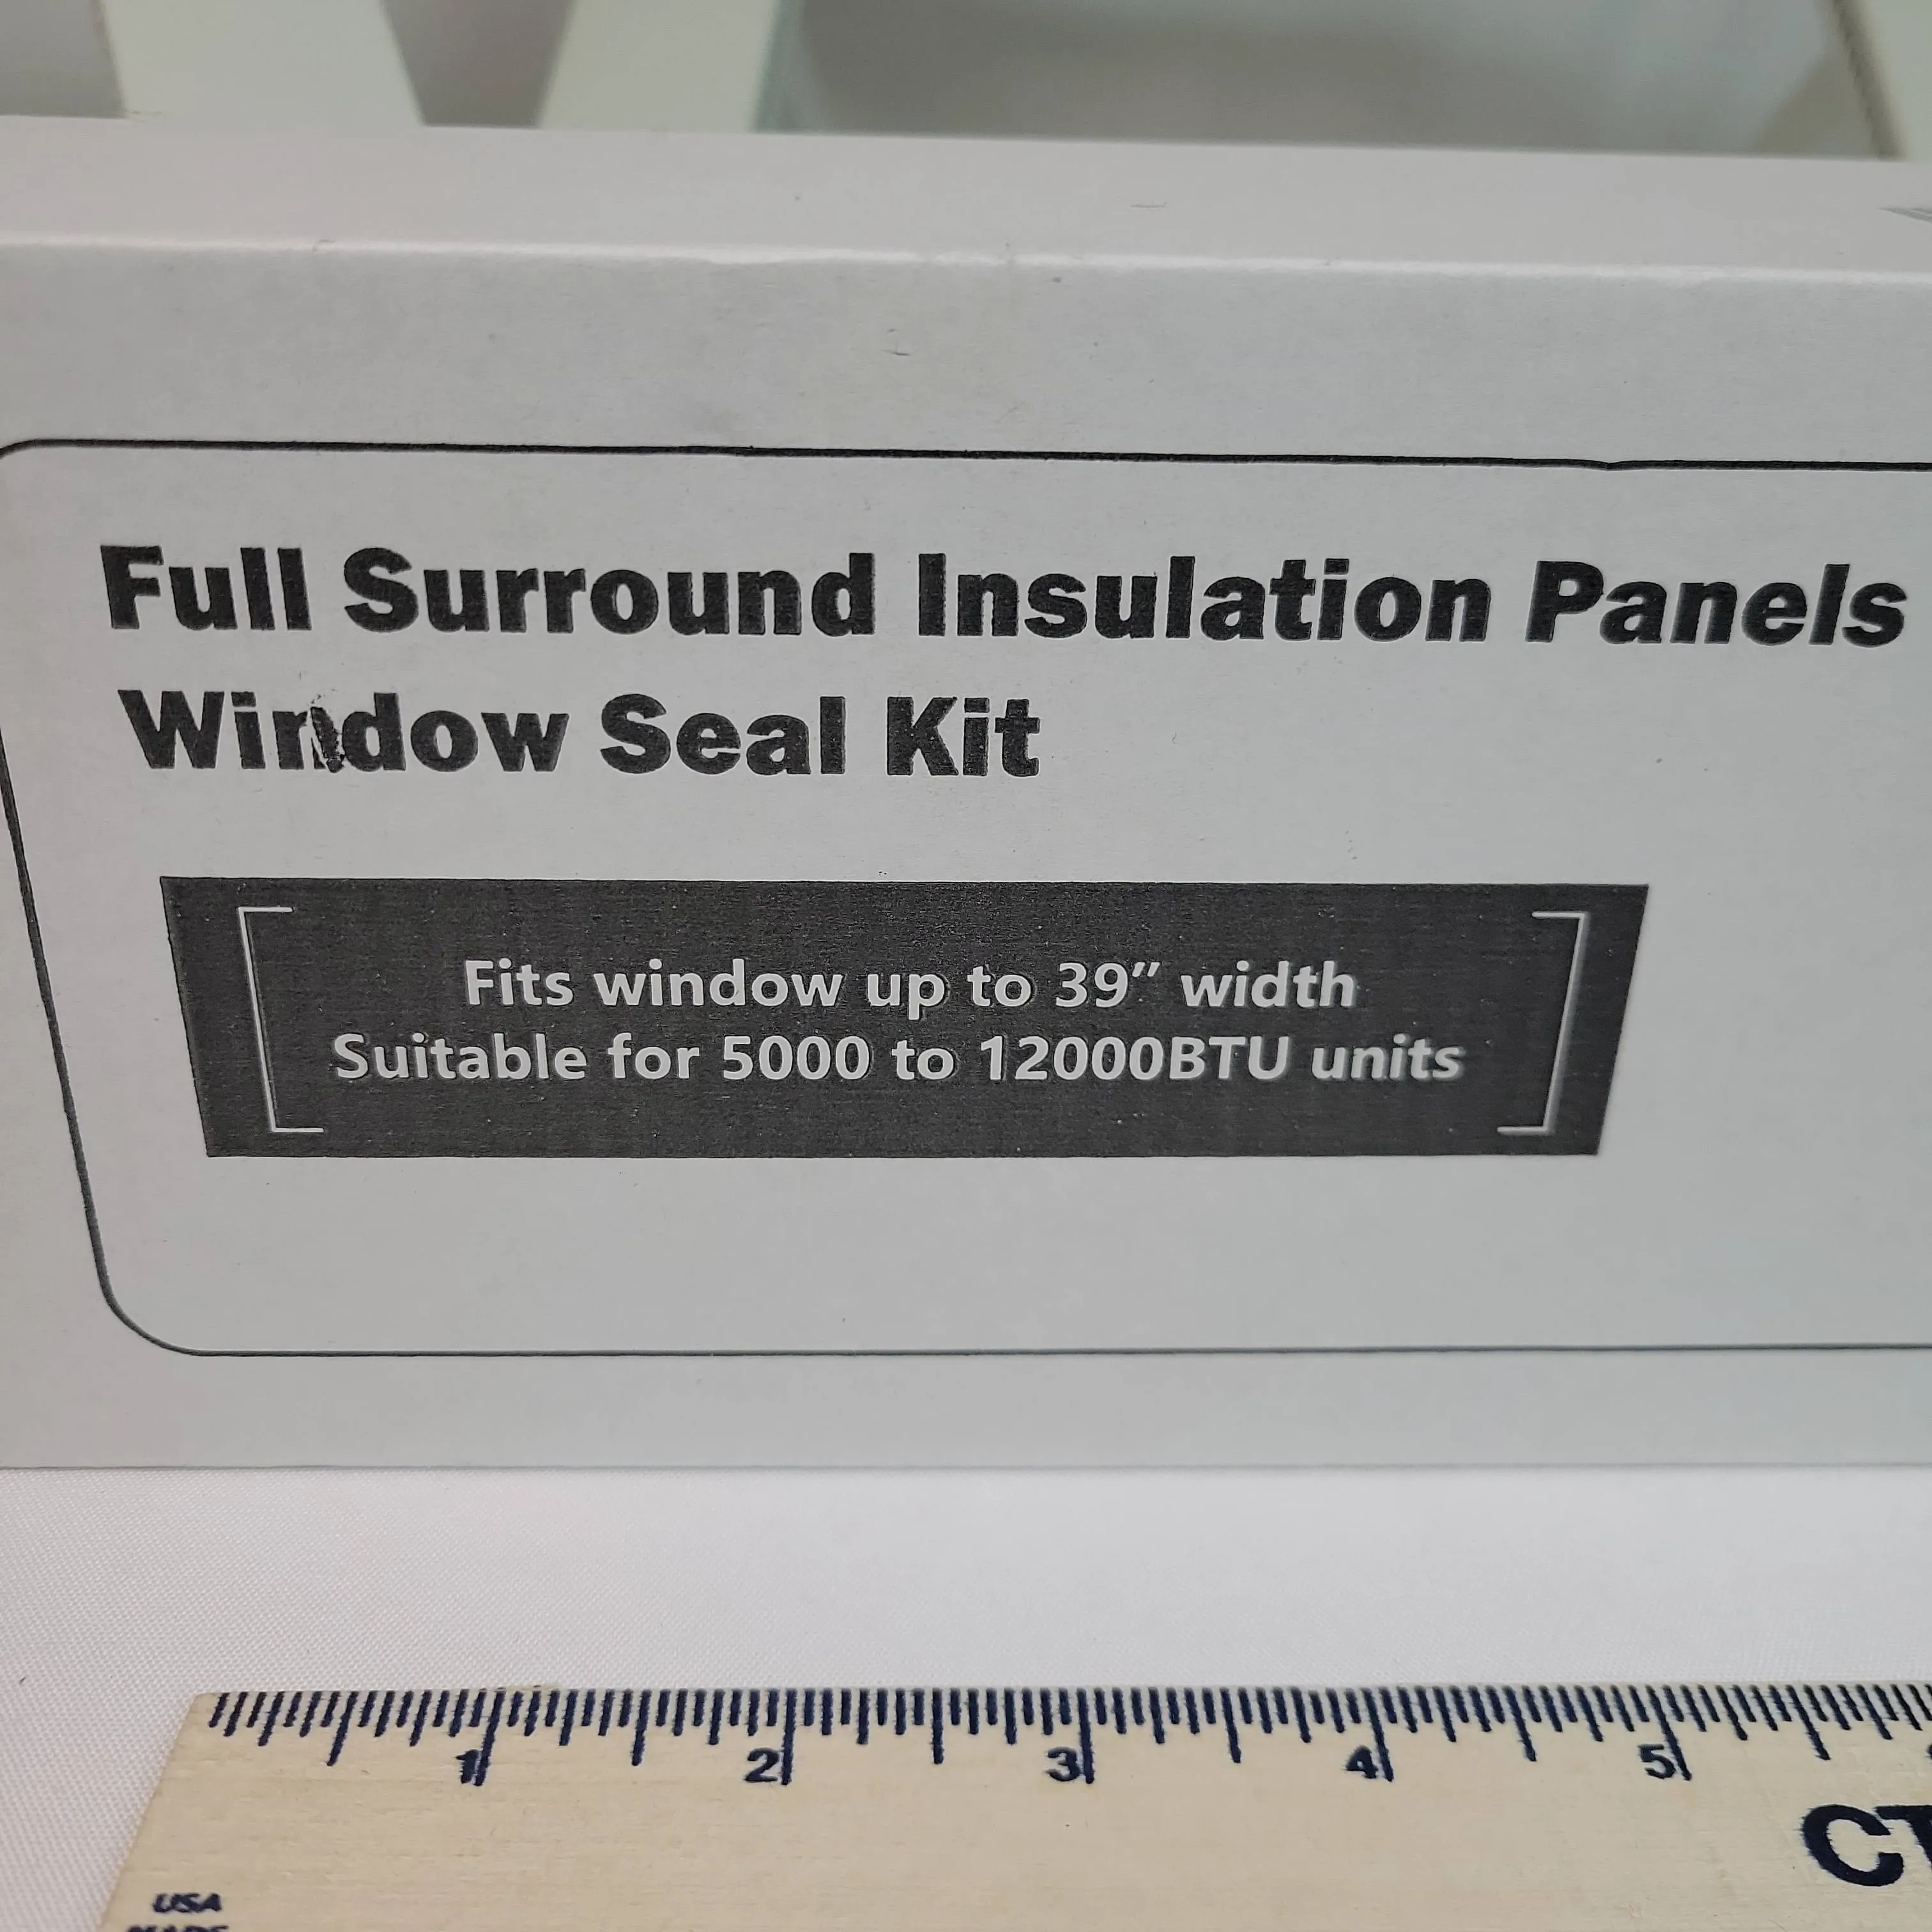 Full Surround Insulation Panels
Window Seal Kit
Fits window up to 39” width
Suitable for 5000 to 12000BTU units
1 2 3 4 5
USA
MADE